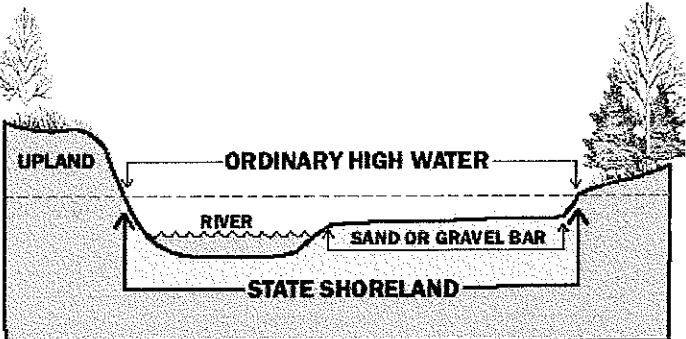 UPLAND
ORDINARY HIGH WATER
RIVER
SAND OR GRAVEL BAR
STATE SHORELAND